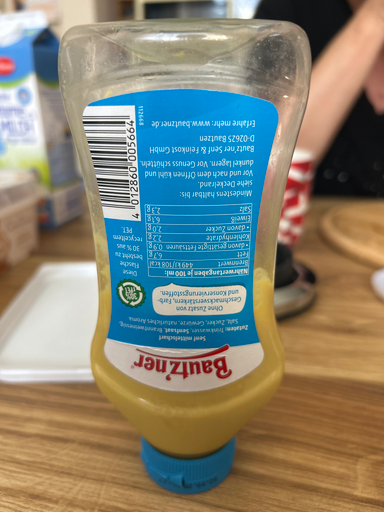 Bautz'ner
Senf mittelscharf
Zutaten: Trinkwasser, Senfsaat, Branntweinessig,
Salz, Zucker, Gewürze, natürliches Aroma.
Ohne Zusatz von
Geschmacksverstärkern, Farb-
und Konservierungsstoffen.
Nährwertangaben je 100 ml:
Brennwert 449 kJ/108 kcal
Fett 6,7 g
• davon gesättigte Fettsäuren 0,9 g
Kohlenhydrate 2,2 g
• davon Zucker 2,0 g
Eiweiß 6,3 g
Salz 2,3 g
Mindestens haltbar bis:
siehe Deckelrand.
Vor und nach dem Öffnen kühl und
dunkel lagern. Vor Genuss schütteln.
Bautz'ner Senf & Feinkost GmbH
D-02625 Bautzen
Erfahre mehr: www.bautzner.de
Diese
Flasche
besteht
30% aus
recyceltem
PET.
4 012860 005664